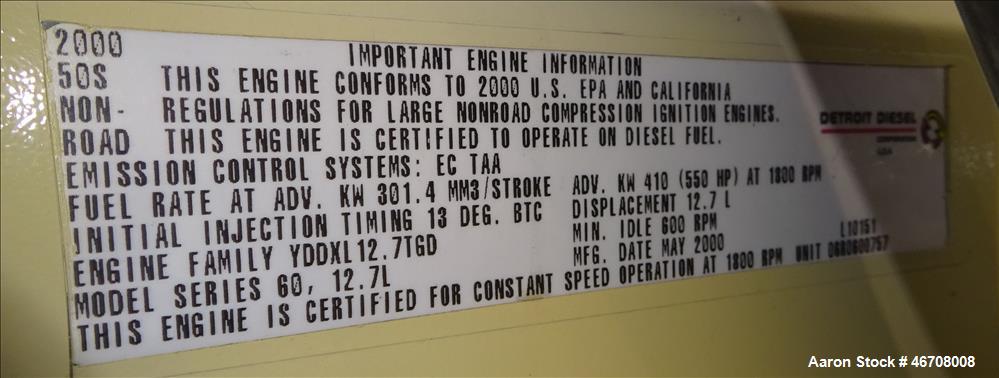 2000 IMPORTANT ENGINE INFORMATION
50S THIS ENGINE CONFORMS TO 2000 U.S. EPA AND CALIFORNIA
NON- REGULATIONS FOR LARGE NONROAD COMPRESSION IGNITION ENGINES.
ROAD THIS ENGINE IS CERTIFIED TO OPERATE ON DIESEL FUEL.
DETROIT DIESEL
CORPORATION
USA
EMISSION CONTROL SYSTEMS: EC TAA
FUEL RATE AT ADV. KW 301.4 MM3/STROKE ADV. KW 410 (550 HP) AT 1800 RPM
INITIAL INJECTION TIMING 13 DEG. BTC DISPLACEMENT 12.7 L
ENGINE FAMILY YDDXL12.7TGD MIN. IDLE 600 RPM L10151
MODEL SERIES 60, 12.7L MFG. DATE MAY 2000
THIS ENGINE IS CERTIFIED FOR CONSTANT SPEED OPERATION AT 1800 RPM UNIT 06R0600757
Aaron Stock # 46708008